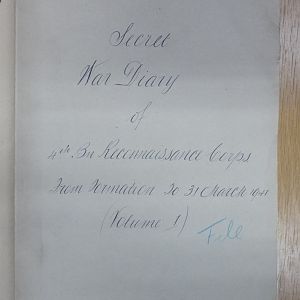 Secret
War Diary
of
4th Bn Reconnaissance Corps
From Formation to 31 March 1941
(Volume 1)
File